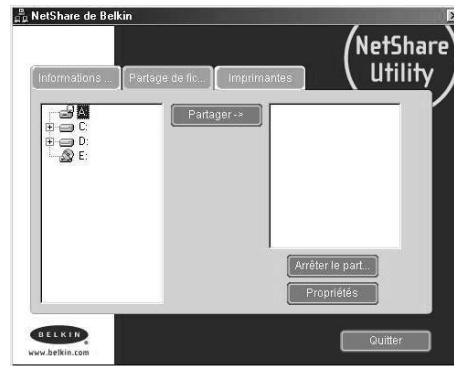 NetShare de Belkin
NetShare
Utility
Informations ...
Partage de fic...
Imprimantes
A:
C:
D:
E:
Partager ->
Arrêter le part...
Propriétés
BELKIN
www.belkin.com
Quitter